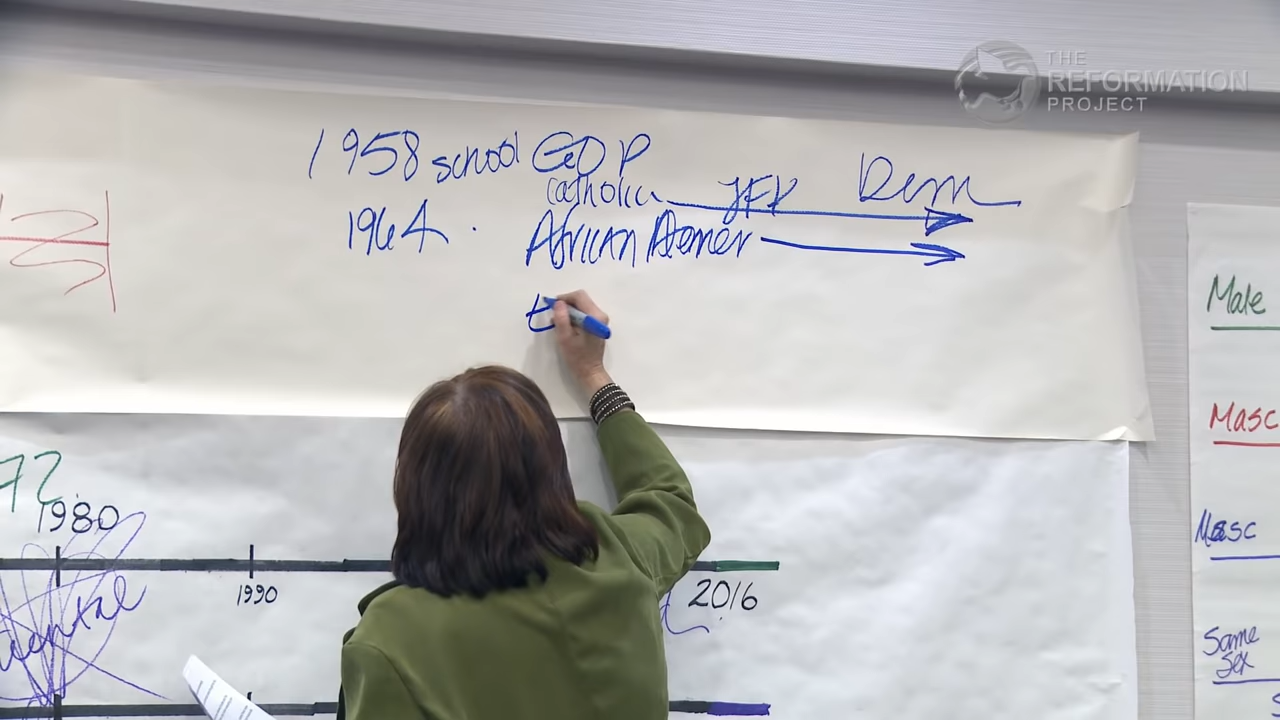 THE
REFORMATION
PROJECT
1958 school GOP
catholic JFK Dem
1964. African Amer
t
Male
Masc
Masc
Same
sex
72
1980
1990
2016